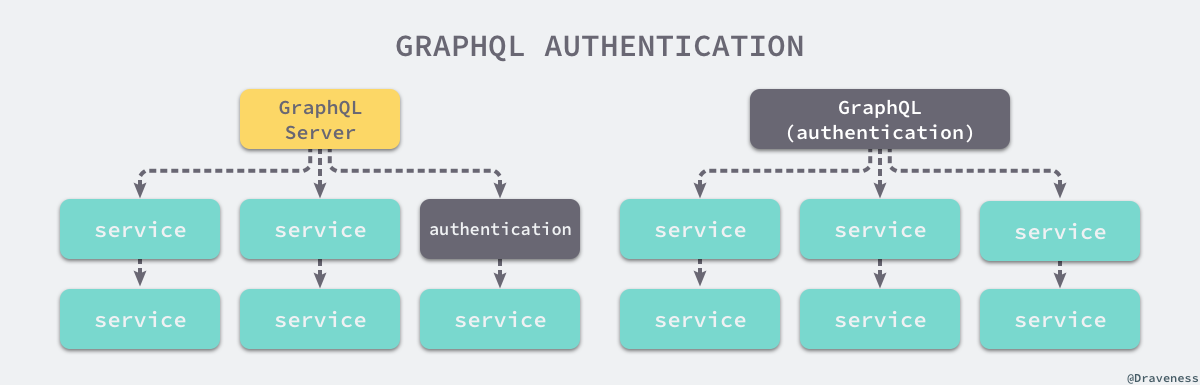 GRAPHQL AUTHENTICATION
GraphQL
Server
service
service
authentication
service
service
service
GraphQL
(authentication)
service
service
service
service
service
service
@Draveness